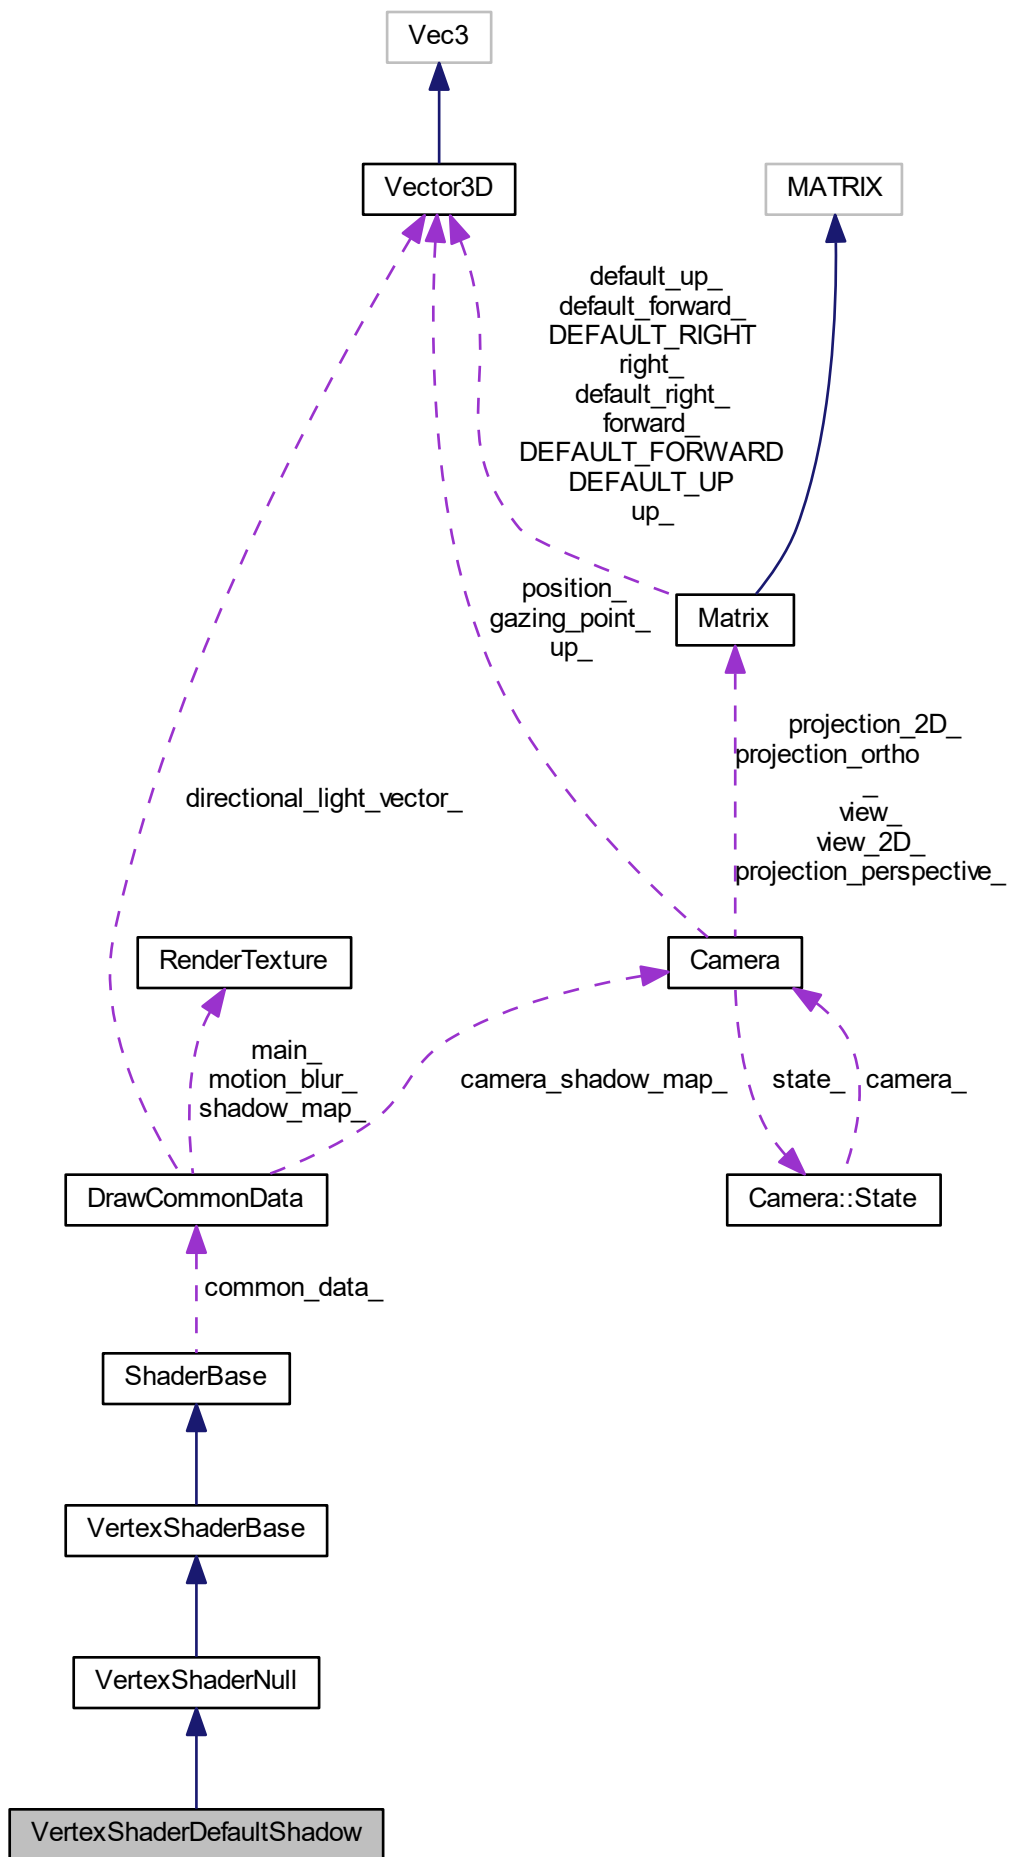 Vec3
Vector3D
MATRIX
default_up_
default_forward_
DEFAULT_RIGHT
right_
default_right_
forward_
DEFAULT_FORWARD
DEFAULT_UP
up_
position_
gazing_point_
up_
Matrix
projection_2D_
projection_ortho
_
view_
view_2D_
projection_perspective_
directional_light_vector_
RenderTexture
Camera
main_
motion_blur_
shadow_map_
camera_shadow_map_
state_
camera_
DrawCommonData
Camera::State
common_data_
ShaderBase
VertexShaderBase
VertexShaderNull
VertexShaderDefaultShadow